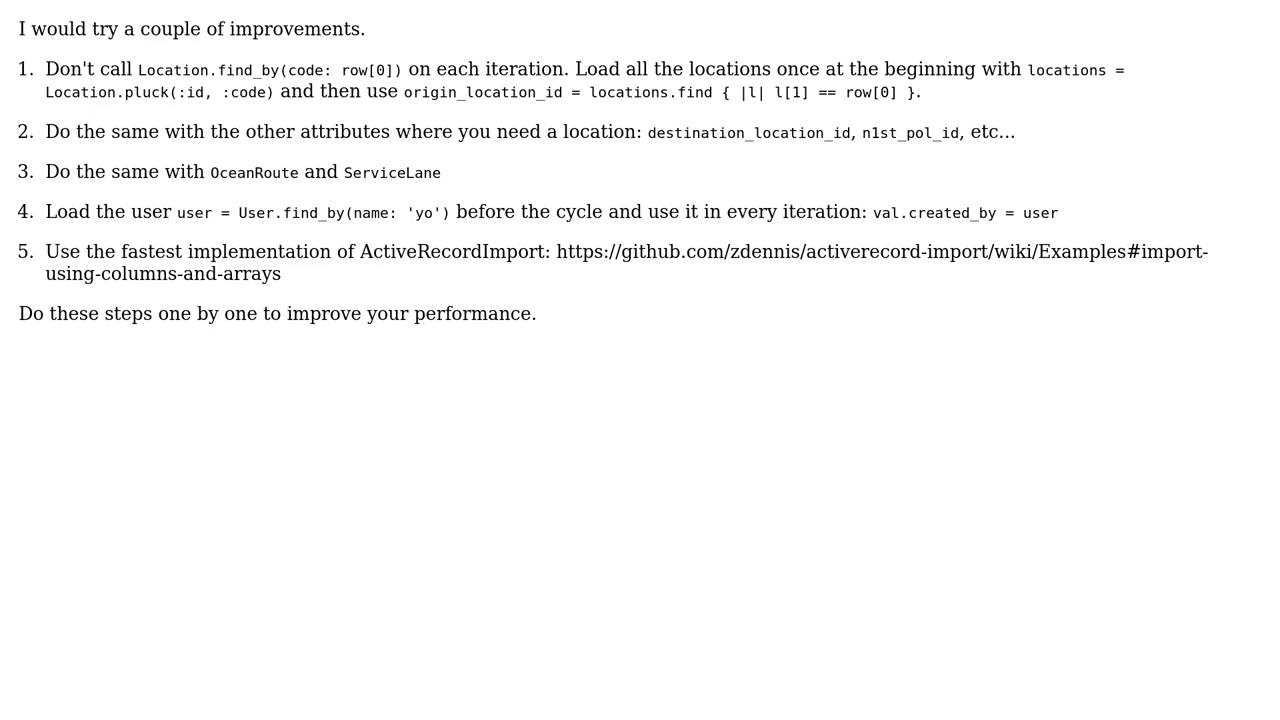 I would try a couple of improvements.
1. Don't call Location.find_by(code: row[0]) on each iteration. Load all the locations once at the beginning with locations =
Location.pluck(:id, :code) and then use origin_location_id = locations.find { |l| l[1] == row[0] }.
2. Do the same with the other attributes where you need a location: destination_location_id, n1st_pol_id, etc...
3. Do the same with OceanRoute and ServiceLane
4. Load the user user = User.find_by(name: 'yo') before the cycle and use it in every iteration: val.created_by = user
5. Use the fastest implementation of ActiveRecordImport: https://github.com/zdennis/activerecord-import/wiki/Examples#import-
using-columns-and-arrays
Do these steps one by one to improve your performance.